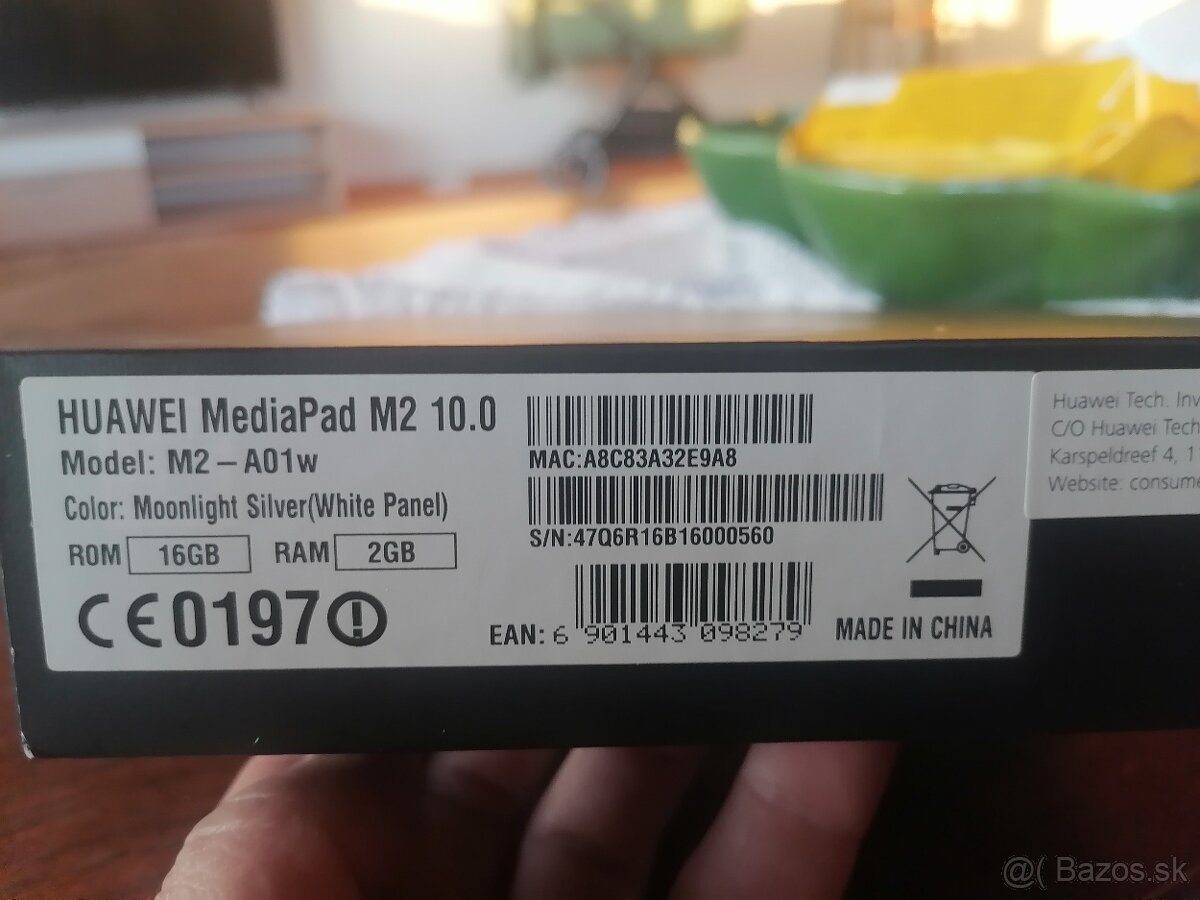 HUAWEI MediaPad M2 10.0
Model: M2-A01w
Color: Moonlight Silver(White Panel)
ROM 16GB RAM 2GB
CE0197
MAC:A8C83A32E9A8
S/N:47Q6R16B16000560
EAN: 6 901443 098279
MADE IN CHINA
Huawei Tech. Inv
C/O Huawei Tech
Karspeldreef 4, 1
Website: consume
@( Bazos.sk